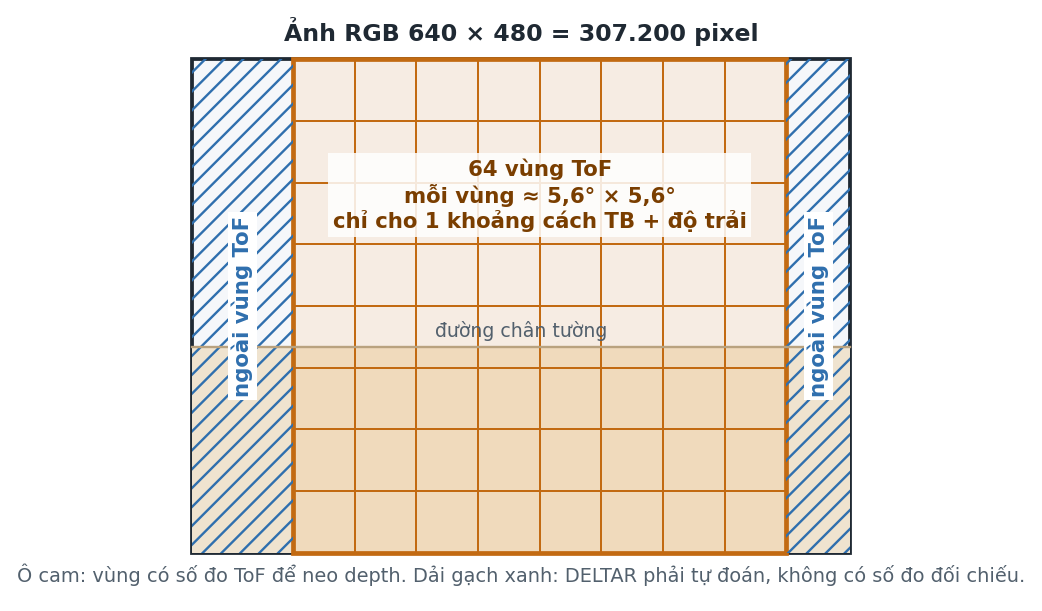 Ảnh RGB 640 × 480 = 307.200 pixel
64 vùng ToF
mỗi vùng ≈ 5,6° × 5,6°
chỉ cho 1 khoảng cách TB + độ trải
ngoài vùng ToF
ngoài vùng ToF
đường chân tường
Ô cam: vùng có số đo ToF để neo depth. Dải gạch xanh: DELTAR phải tự đoán, không có số đo đối chiếu.